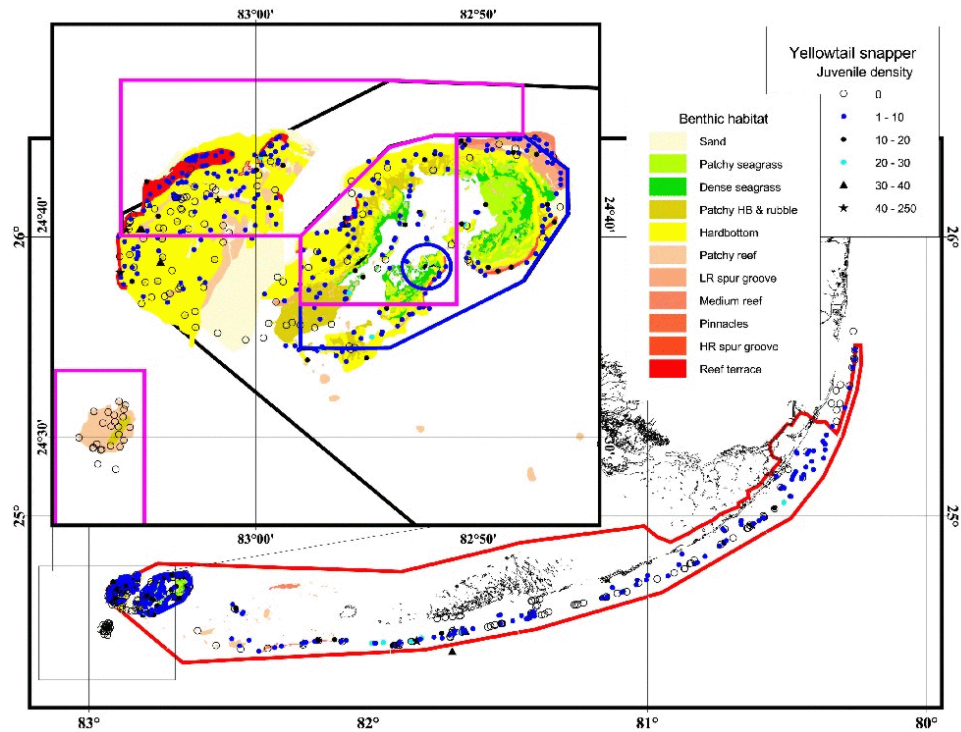 83°00'
82°50'
Yellowtail snapper
Juvenile density
0
1 - 10
10 - 20
20 - 30
30 - 40
40 - 250
Benthic habitat
Sand
Patchy seagrass
Dense seagrass
Patchy HB & rubble
Hardbottom
Patchy reef
LR spur groove
Medium reef
Pinnacles
HR spur groove
Reef terrace
24°40'
24°40'
26°
26°
24°30'
25°
25°
83°00'
82°50'
83°
82°
81°
80°